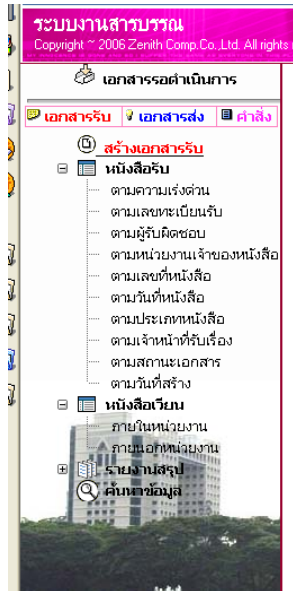 ระบบงานสารบรรณ
Copyright ~ 2006 Zenith Comp.Co.,Ltd. All rights
เอกสารรอดำเนินการ
เอกสารรับ เอกสารส่ง คำสั่ง
สร้างเอกสารรับ
หนังสือรับ
ตามความเร่งด่วน
ตามเลขทะเบียนรับ
ตามผู้รับผิดชอบ
ตามหน่วยงานเจ้าของหนังสือ
ตามเลขที่หนังสือ
ตามวันที่หนังสือ
ตามประเภทหนังสือ
ตามเจ้าหน้าที่รับเรื่อง
ตามสถานะเอกสาร
ตามวันที่สร้าง
หนังสือเวียน
ภายในหน่วยงาน
ภายนอกหน่วยงาน
รายงานสรุป
ค้นหาข้อมูล